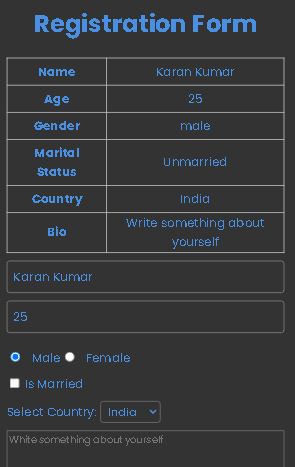 Registration Form
Name Karan Kumar
Age 25
Gender male
Marital
Status Unmarried
Country India
Bio Write something about
yourself
Karan Kumar
25
Male Female
Is Married
Select Country: India
Write something about yourself